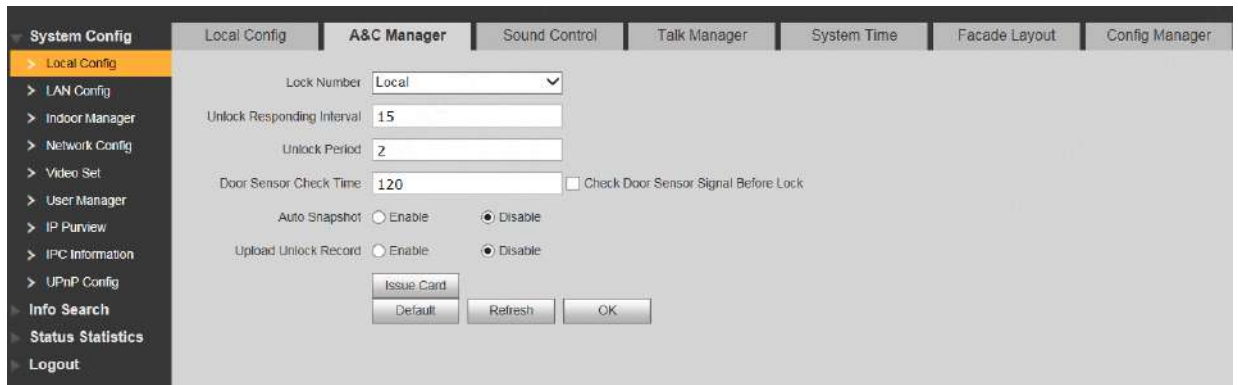 System Config
Local Config
LAN Config
Indoor Manager
Network Config
Video Set
User Manager
IP Purview
IPC Information
UPnP Config
Info Search
Status Statistics
Logout
Local Config A&C Manager Sound Control Talk Manager System Time Facade Layout Config Manager
Lock Number Local
Unlock Responding Interval 15
Unlock Period 2
Door Sensor Check Time 120 Check Door Sensor Signal Before Lock
Auto Snapshot Enable Disable
Upload Unlock Record Enable Disable
Issue Card
Default Refresh OK